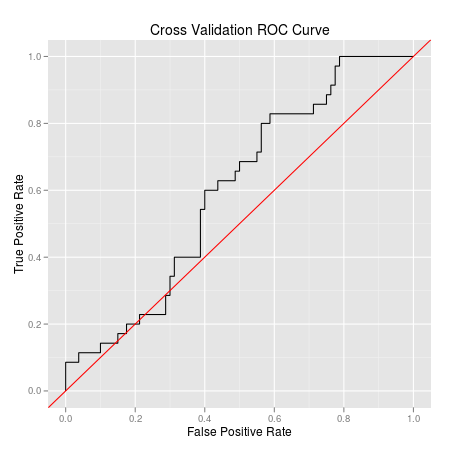 Cross Validation ROC Curve
True Positive Rate
1.0
0.8
0.6
0.4
0.2
0.0
0.0 0.2 0.4 0.6 0.8 1.0
False Positive Rate